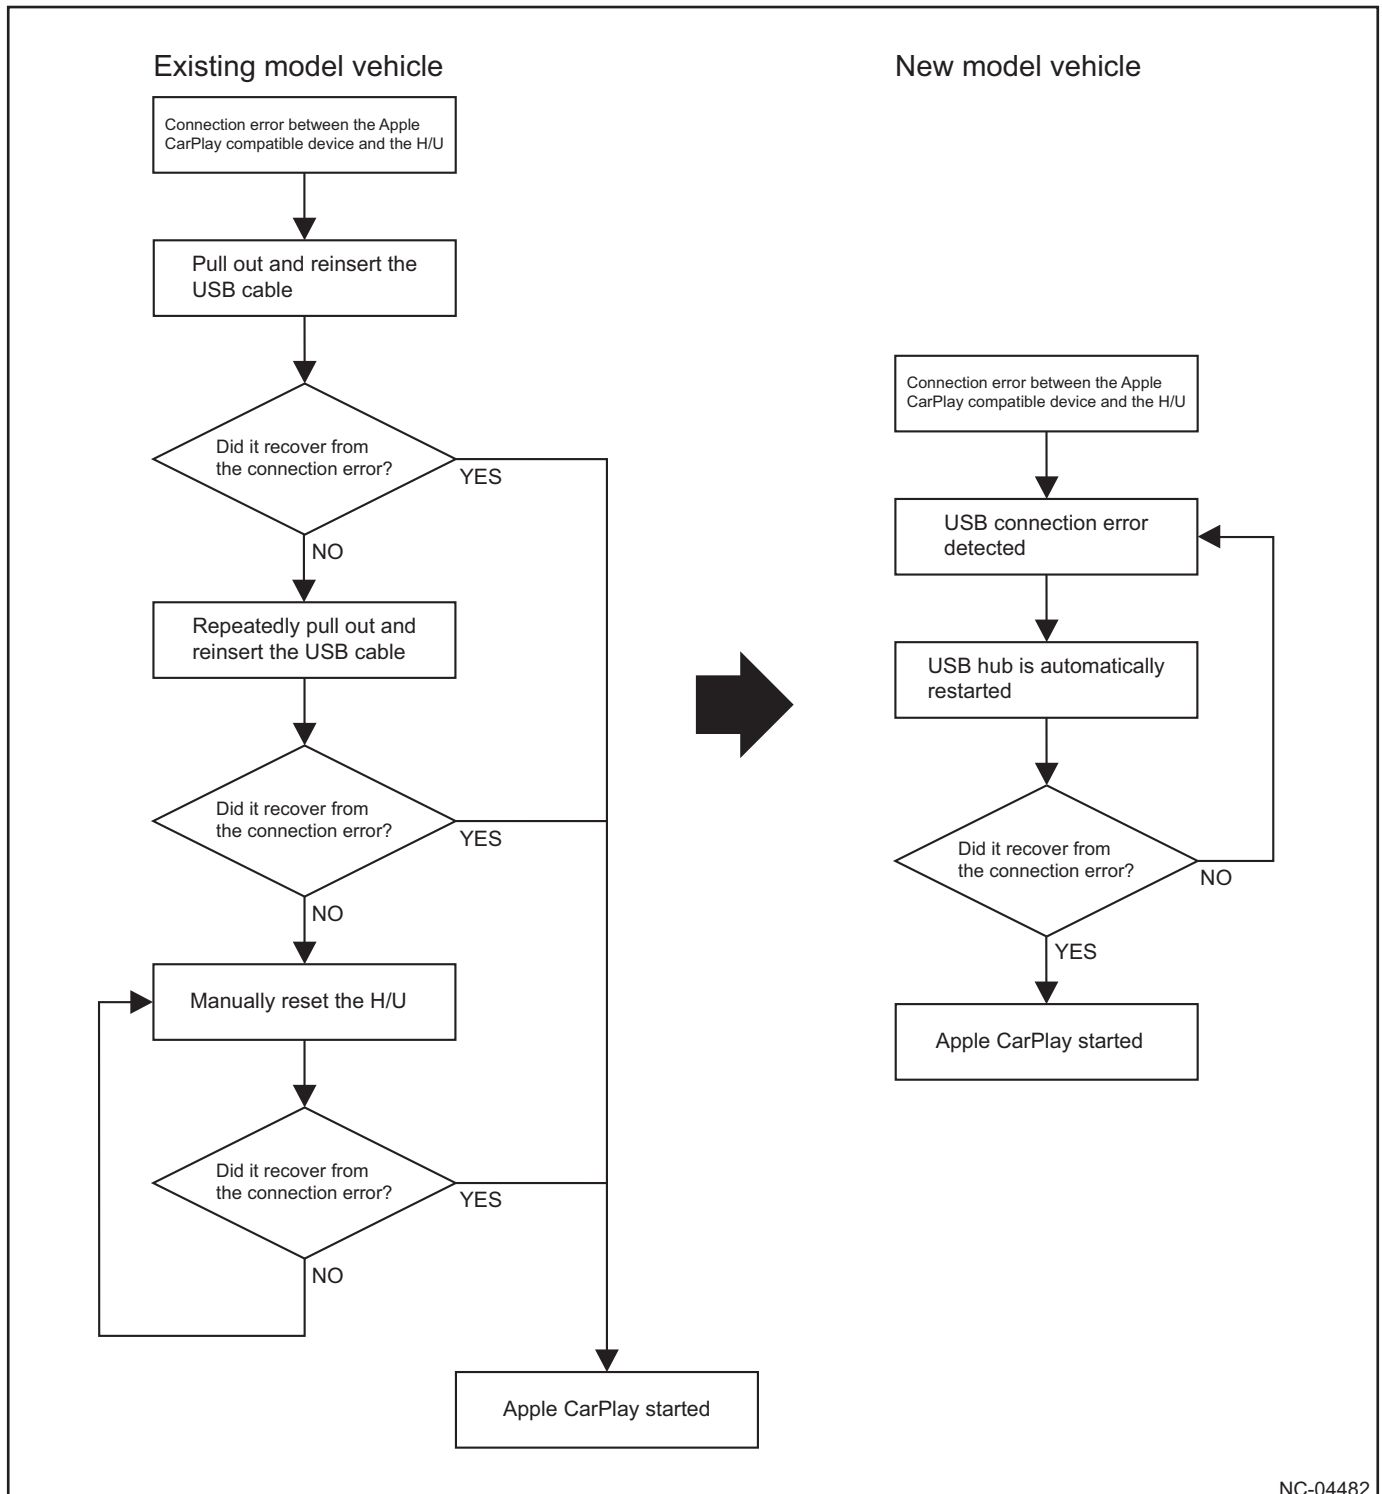 Existing model vehicle
Connection error between the Apple
CarPlay compatible device and the H/U
Pull out and reinsert the
USB cable
Did it recover from
the connection error?
YES
NO
Repeatedly pull out and
reinsert the USB cable
Did it recover from
the connection error?
YES
NO
Manually reset the H/U
Did it recover from
the connection error?
YES
NO
Apple CarPlay started
New model vehicle
Connection error between the Apple
CarPlay compatible device and the H/U
USB connection error
detected
USB hub is automatically
restarted
Did it recover from
the connection error?
NO
YES
Apple CarPlay started
NC-04482